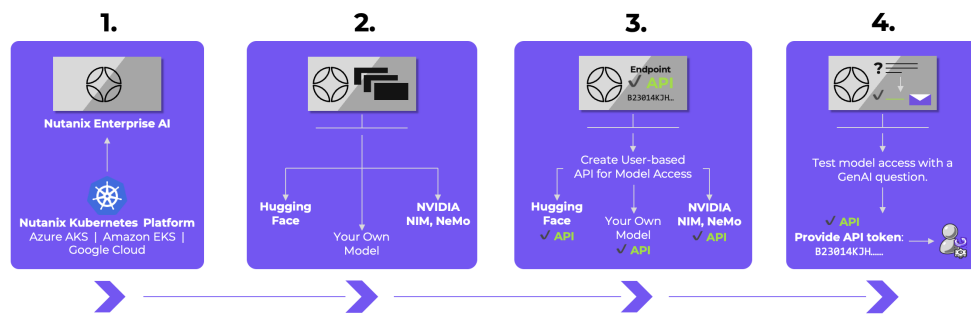 1.
Nutanix Enterprise AI
Nutanix Kubernetes Platform
Azure AKS | Amazon EKS |
Google Cloud
2.
Hugging
Face
Your Own
Model
NVIDIA
NIM, NeMo
3.
Endpoint
✓ API
B23014KJH...
Create User-based
API for Model Access
Hugging
Face
✓ API
Your Own
Model
✓ API
NVIDIA
NIM, NeMo
✓ API
4.
?
✓
Test model access with a
GenAI question.
✓ API
Provide API token:
B23014KJH......